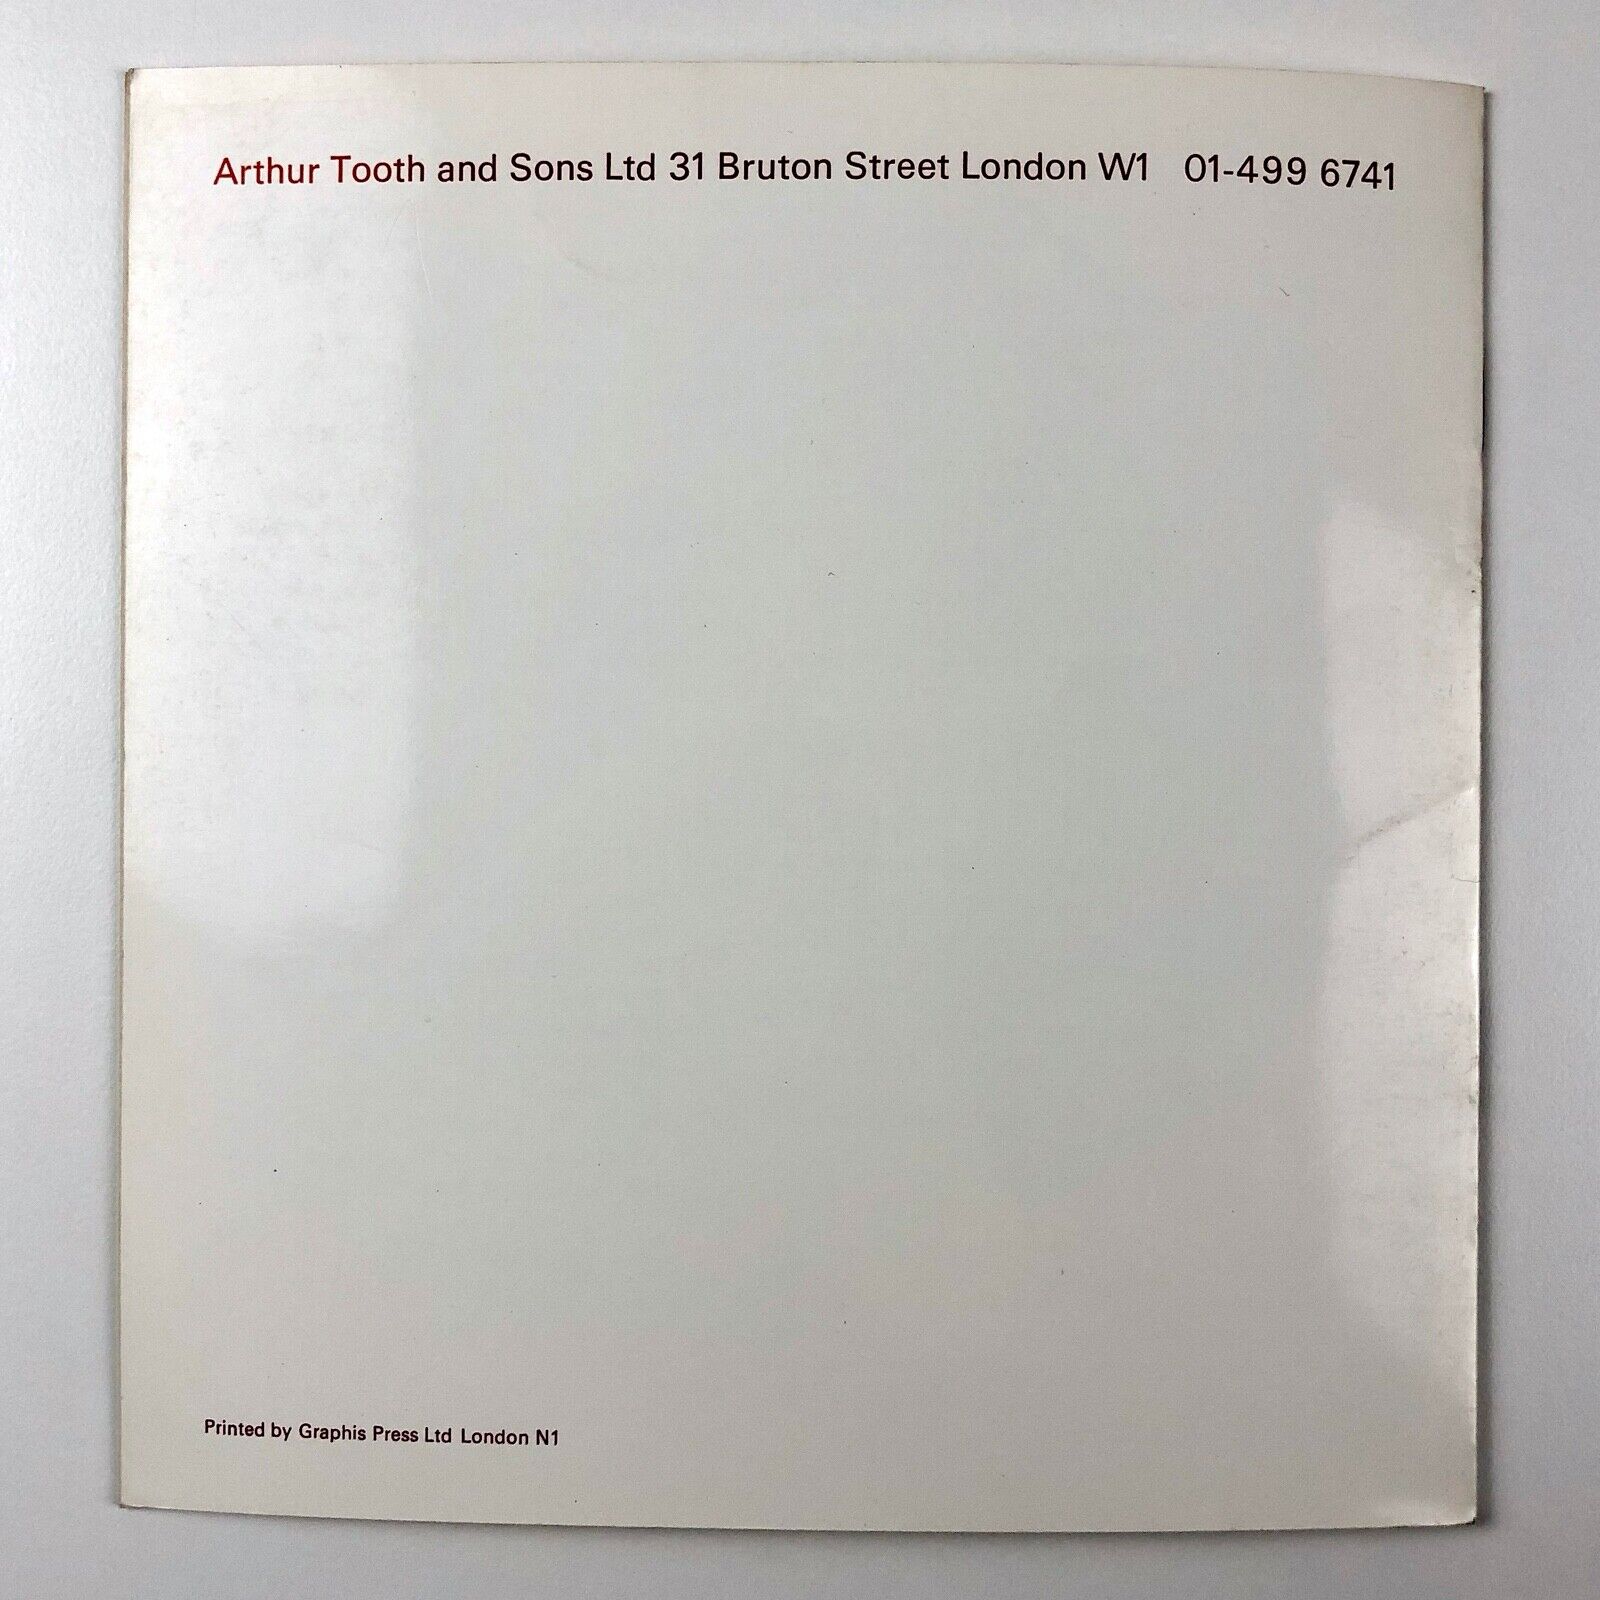 Arthur Tooth and Sons Ltd 31 Bruton Street London W1 01-499 6741
Printed by Graphis Press Ltd London N1